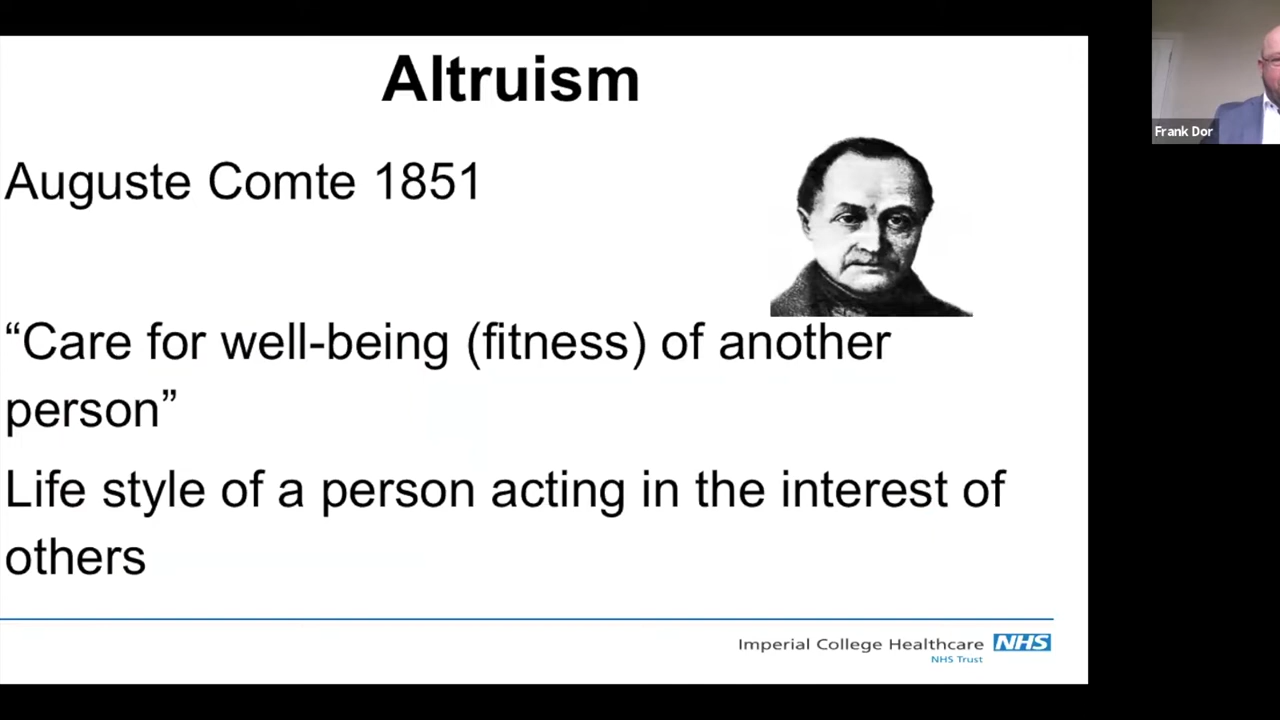 Altruism
Frank Dor
Auguste Comte 1851
“Care for well-being (fitness) of another
person”
Life style of a person acting in the interest of
others
Imperial College Healthcare NHS
NHS Trust